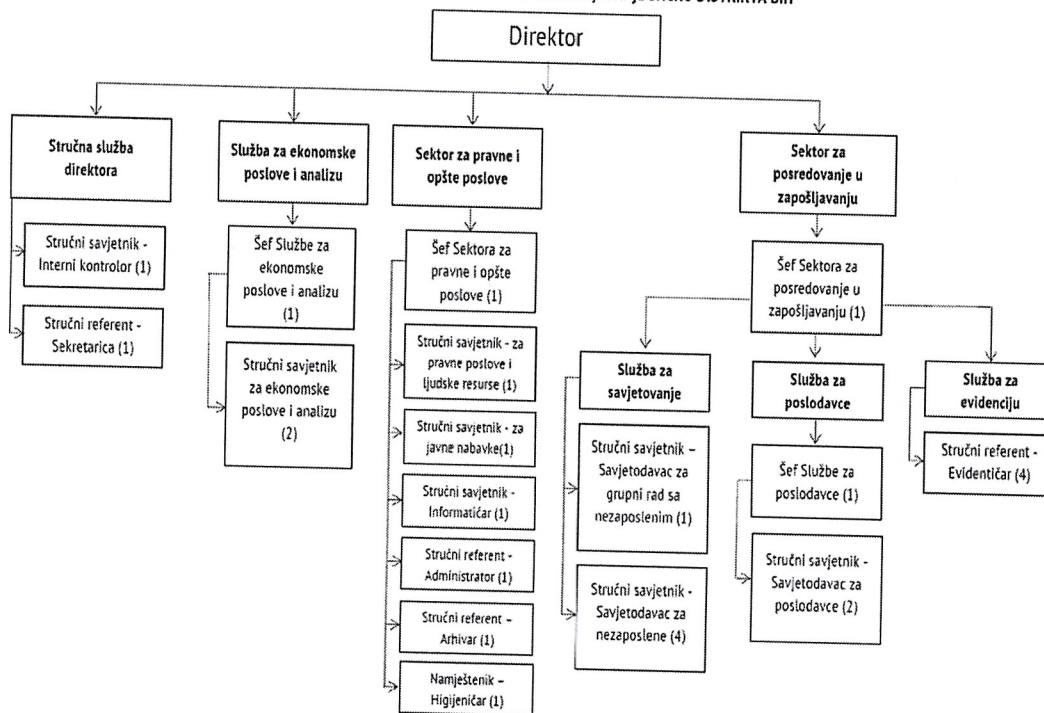 DISTRIKTA BiH
Direktor
Stručna služba
direktora
Stručni savjetnik -
Interni kontrolor (1)
Stručni referent -
Sekretarica (1)
Služba za ekonomske
poslove i analizu
Šef Službe za
ekonomske
poslove i analizu
(1)
Stručni savjetnik
za ekonomske
poslove i analizu
(2)
Sektor za pravne i
opšte poslove
Šef Sektora za
pravne i opšte
poslove (1)
Stručni savjetnik - za
pravne poslove i
ljudske resurse (1)
Stručni savjetnik - za
javne nabavke(1)
Stručni savjetnik -
Informatičar (1)
Stručni referent -
Administrator (1)
Stručni referent –
Arhivar (1)
Namještenik –
Higijeničar (1)
Sektor za
posredovanje u
zapošljavanju
Šef Sektora za
posredovanje u
zapošljavanju (1)
Služba za
savjetovanje
Stručni savjetnik –
Savjetodavac za
grupni rad sa
nezaposlenim (1)
Stručni savjetnik -
Savjetodavac za
nezaposlene (4)
Služba za
poslodavce
Šef Službe za
poslodavce (1)
Stručni savjetnik -
Savjetodavac za
poslodavce (2)
Služba za
evidenciju
Stručni referent -
Evidentičar (4)